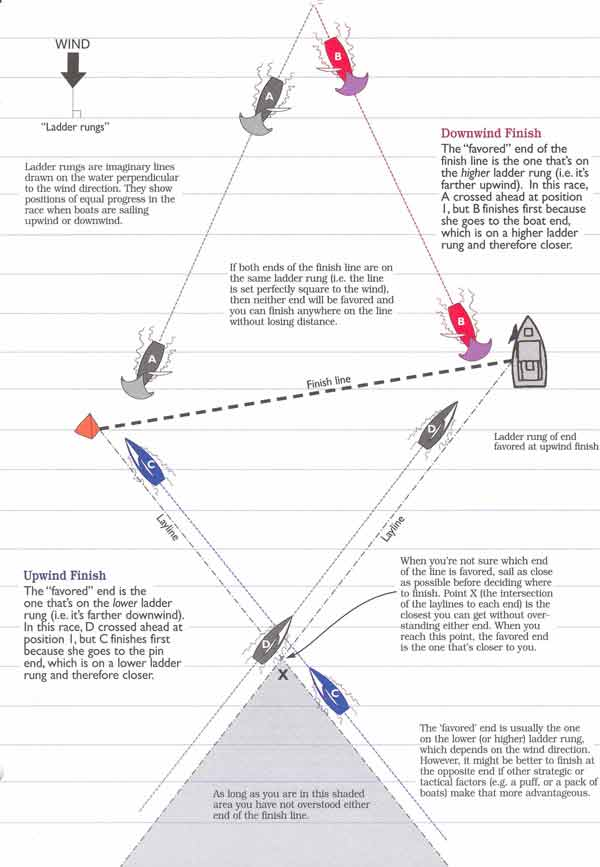 WIND
"Ladder rungs"
Ladder rungs are imaginary lines
drawn on the water perpendicular
to the wind direction. They show
positions of equal progress in the
race when boats are sailing
upwind or downwind.
A
B
Downwind Finish
The "favored" end of the
finish line is the one that's on
the higher ladder rung (i.e. it's
farther upwind). In this race,
A crossed ahead at position
1, but B finishes first because
she goes to the boat end,
which is on a higher ladder
rung and therefore closer.
If both ends of the finish line are on
the same ladder rung (i.e. the line
is set perfectly square to the wind),
then neither end will be favored and
you can finish anywhere on the line
without losing distance.
A
B
Finish line
C
D
Ladder rung of end
favored at upwind finish
Layline
Layline
Upwind Finish
The "favored" end is the
one that's on the lower ladder
rung (i.e. it's farther downwind).
In this race, D crossed ahead at
position 1, but C finishes first
because she goes to the pin
end, which is on a lower ladder
rung and therefore closer.
When you're not sure which end
of the line is favored, sail as close
as possible before deciding where
to finish. Point X (the intersection
of the laylines to each end) is the
closest you can get without over-
standing either end. When you
reach this point, the favored end
is the one that's closer to you.
D
X
C
The 'favored' end is usually the one
on the lower (or higher) ladder rung,
which depends on the wind direction.
However, it might be better to finish at
the opposite end if other strategic or
tactical factors (e.g. a puff, or a pack of
boats) make that more advantageous.
As long as you are in this shaded
area you have not overstood either
end of the finish line.